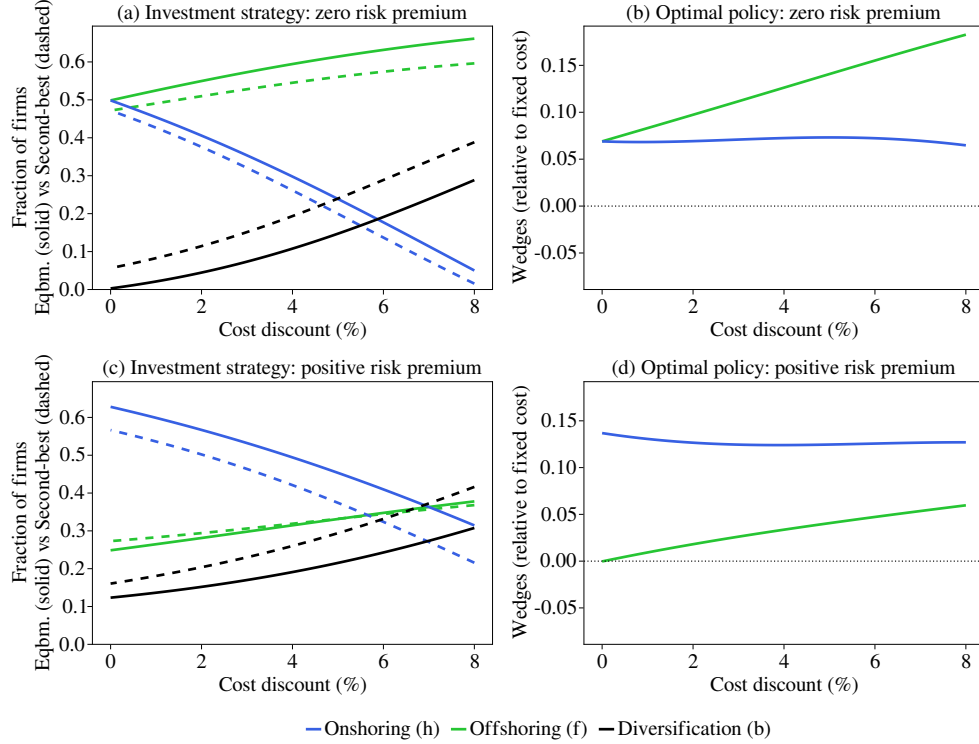 (a) Investment strategy: zero risk premium
Fraction of firms
Eqbm. (solid) vs Second-best (dashed)
0.6
0.5
0.4
0.3
0.2
0.1
0.0
0 2 4 6 8
Cost discount (%)
(b) Optimal policy: zero risk premium
Wedges (relative to fixed cost)
0.15
0.10
0.05
0.00
-0.05
0 2 4 6 8
Cost discount (%)
(c) Investment strategy: positive risk premium
Fraction of firms
Eqbm. (solid) vs Second-best (dashed)
0.6
0.5
0.4
0.3
0.2
0.1
0.0
0 2 4 6 8
Cost discount (%)
(d) Optimal policy: positive risk premium
Wedges (relative to fixed cost)
0.15
0.10
0.05
0.00
-0.05
0 2 4 6 8
Cost discount (%)
Onshoring (h) Offshoring (f) Diversification (b)